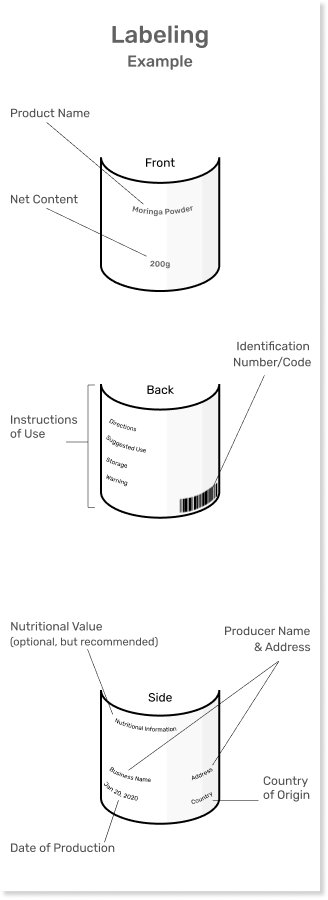 Labeling
Example
Product Name
Front
Net Content
Moringa Powder
200g
Identification
Number/Code
Back
Instructions
of Use
Directions
Suggested Use
Storage
Warning
Nutritional Value
(optional, but recommended)
Producer Name
& Address
Side
Nutritional Information
Business Name
Address
Jun 20, 2020
Country
Country
of Origin
Date of Production